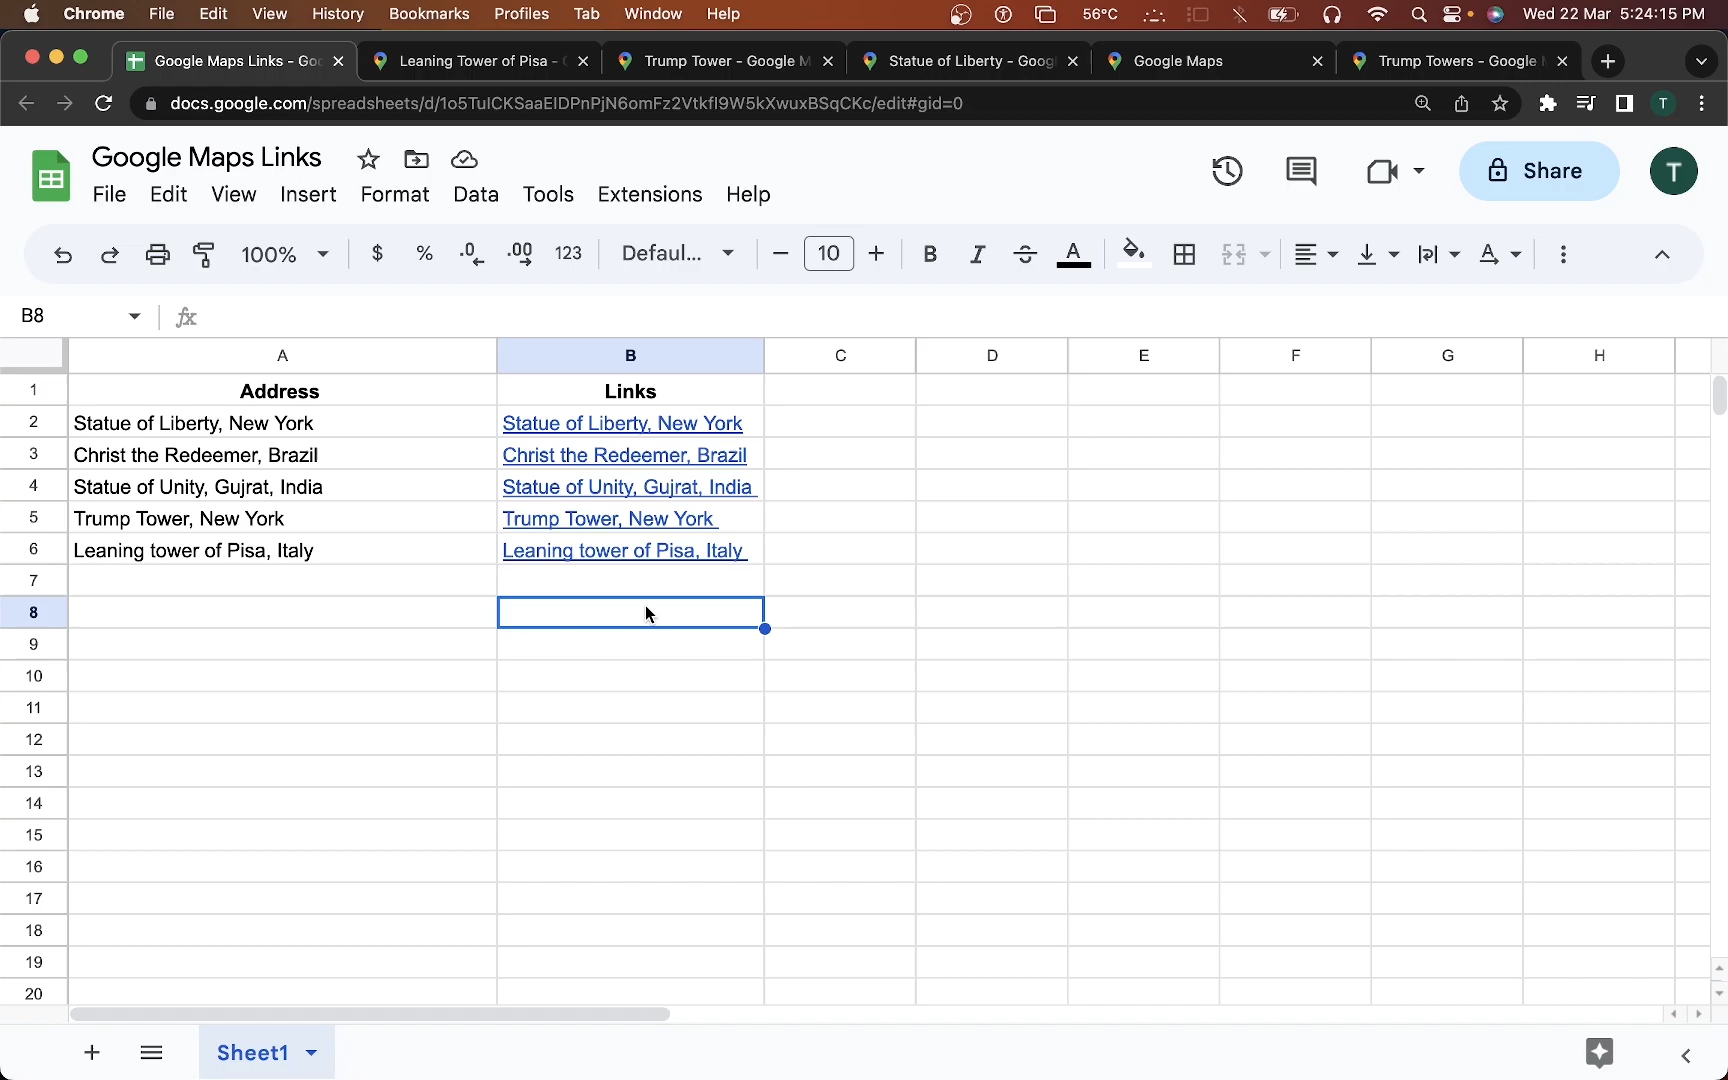 Chrome File Edit View History Bookmarks Profiles Tab Window Help 56°C Wed 22 Mar 5:24:15 PM
Google Maps Links - Goo Leaning Tower of Pisa - Trump Tower - Google M Statue of Liberty - Goog Google Maps Trump Towers - Google
docs.google.com/spreadsheets/d/1o5TulCKSaaEIDPnPjN6omFz2Vtkfl9W5kXwuxBSqCKc/edit#gid=0 T
Google Maps Links
File Edit View Insert Format Data Tools Extensions Help Share T
100% $ % .0 .00 123 Defaul... − 10 + B I S A A
B8 fx
A B C D E F G H
1 Address Links
2 Statue of Liberty, New York Statue of Liberty, New York
3 Christ the Redeemer, Brazil Christ the Redeemer, Brazil
4 Statue of Unity, Gujrat, India Statue of Unity, Gujrat, India
5 Trump Tower, New York Trump Tower, New York
6 Leaning tower of Pisa, Italy Leaning tower of Pisa, Italy
7
8
9
10
11
12
13
14
15
16
17
18
19
20
+ Sheet1